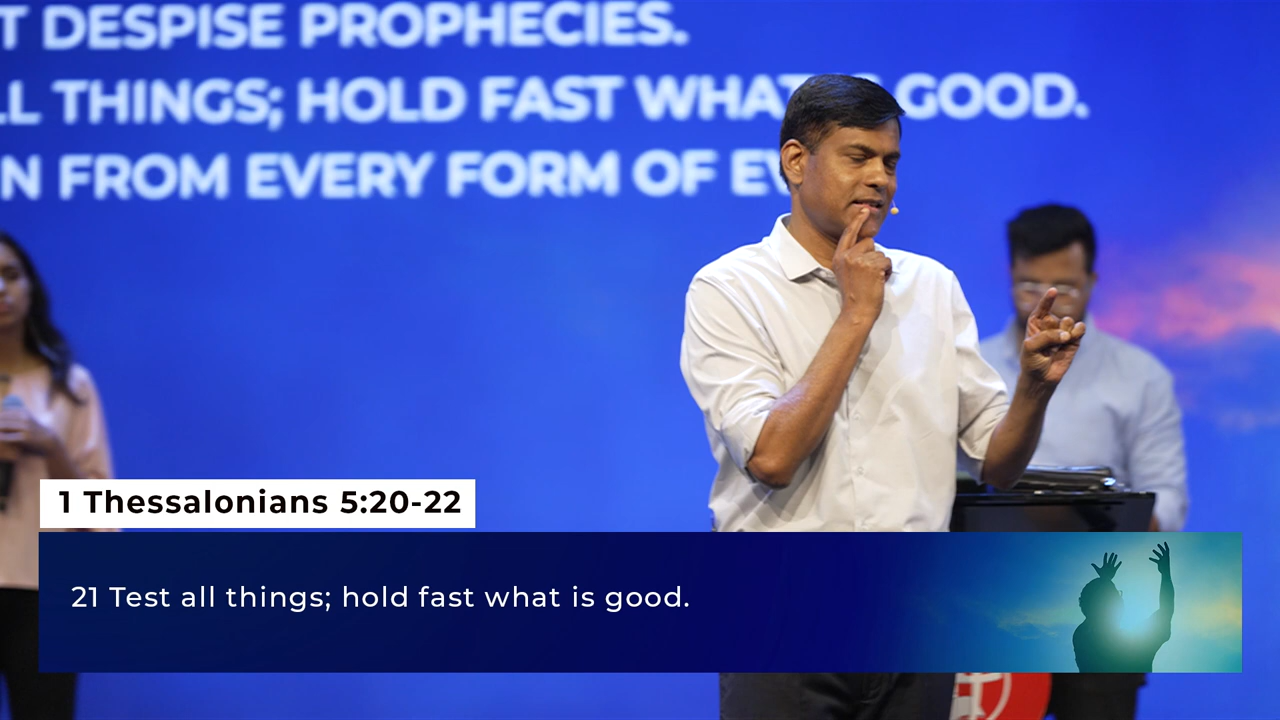 T DESPISE PROPHECIES.
LL THINGS; HOLD FAST WHAT GOOD.
N FROM EVERY FORM OF EV
1 Thessalonians 5:20-22
21 Test all things; hold fast what is good.